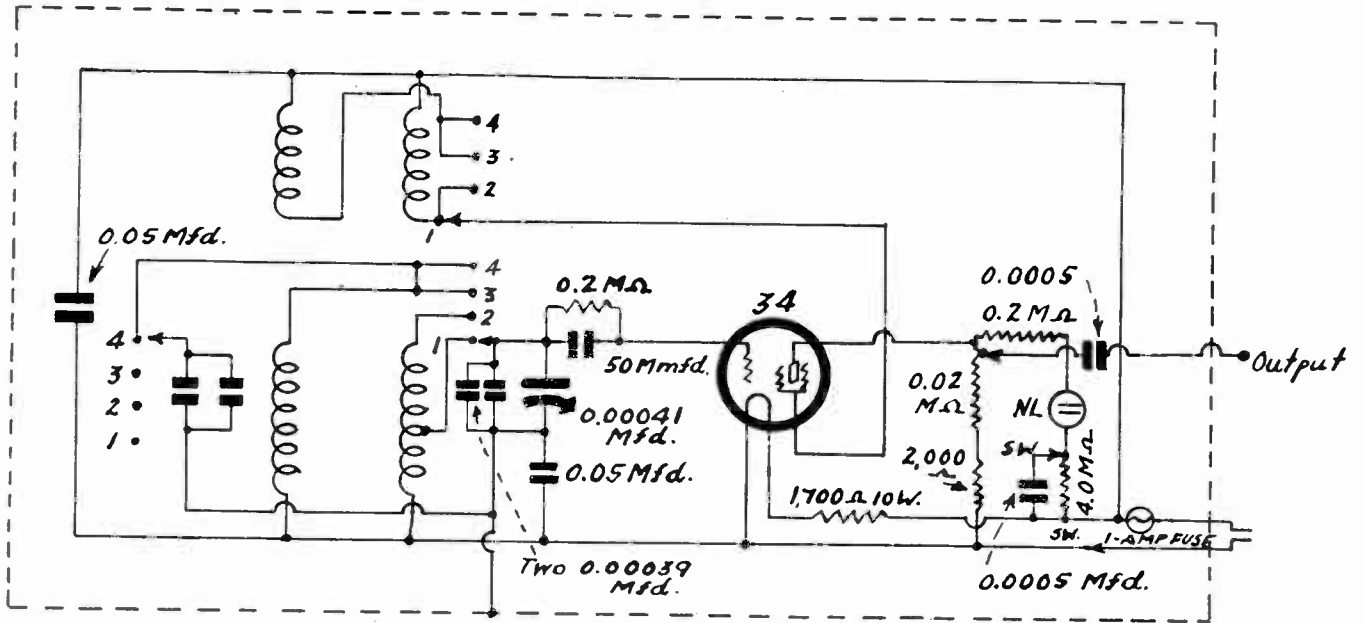 4
3
2
1
0.05 Mfd.
4
3
2
1
4
3
2
1
0.2 MΩ
50 Mmfd.
0.00041
Mfd.
0.05 Mfd.
Two 0.00039
Mfd.
34
1,700 Ω 10W.
0.0005
0.2 MΩ
Output
0.02
MΩ
NL
2,000
Ω
SW.
4.0 MΩ
SW.
1-AMP FUSE
0.0005 Mfd.